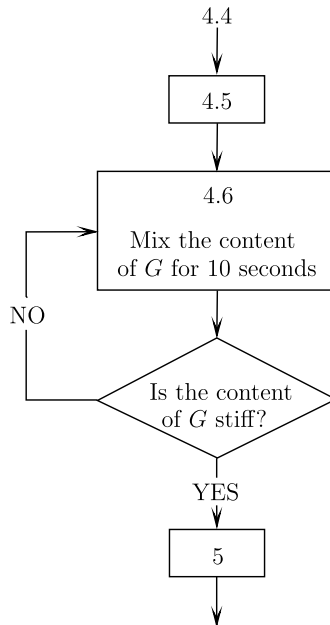 4.4
4.5
4.6
Mix the content
of G for 10 seconds
NO
Is the content
of G stiff?
YES
5